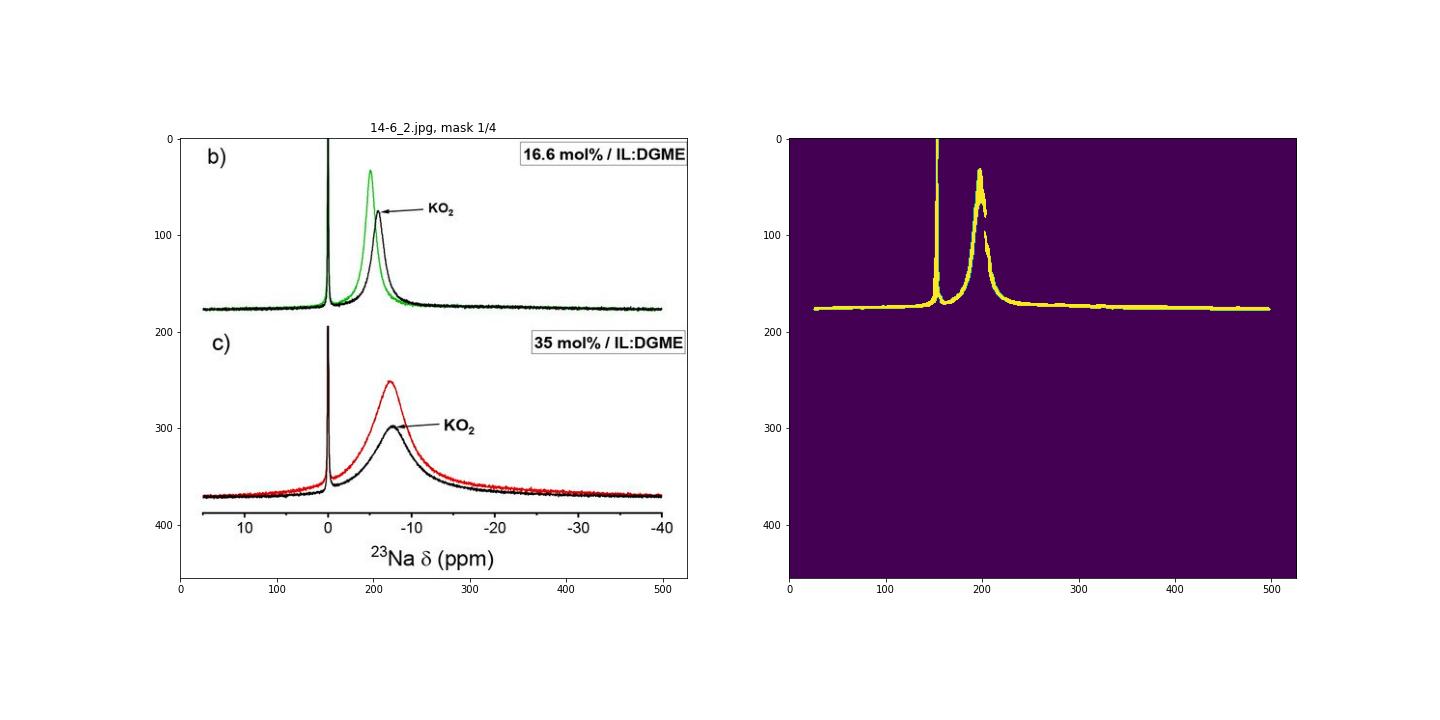 14-6_2.jpg, mask 1/4
0
b)
16.6 mol% / IL:DGME
KO2
100
200
c)
35 mol% / IL:DGME
300
KO2
400
10 0 -10 -20 -30 -40
23Na δ (ppm)
0 100 200 300 400 500
0
100
200
300
400
0 100 200 300 400 500